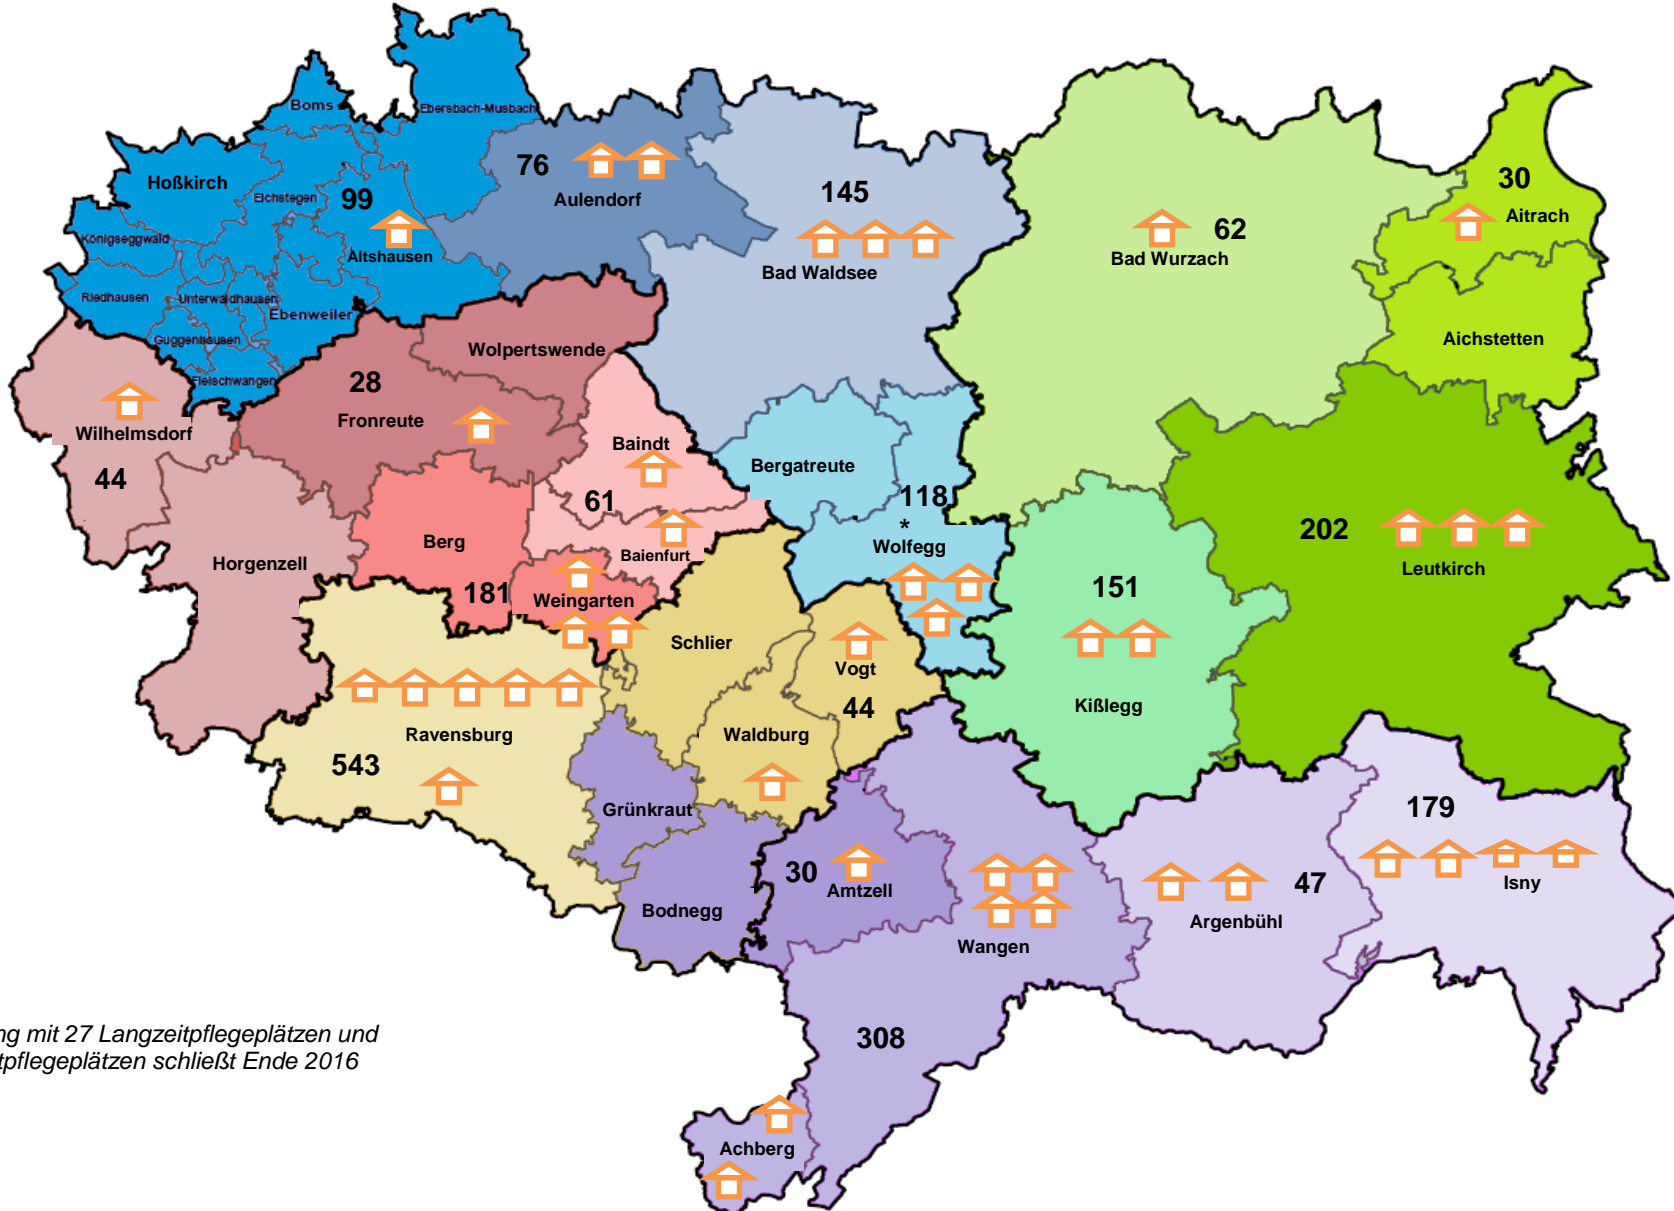 Boms
Ebersbach-Musbach
Hoßkirch
Eichstegen
99
76
Aulendorf
145
Bad Waldsee
62
Bad Wurzach
30
Aitrach
Königseggwald
Altshausen
Riedhausen
Unterwaldhausen
Ebenweiler
Guggenhausen
Fleischwangen
Aichstetten
Wolpertswende
28
Fronreute
Wilhelmsdorf
44
Baindt
61
Bergatreute
118
*
Wolfegg
Baienfurt
Berg
Horgenzell
181
Weingarten
202
Leutkirch
151
Kißlegg
Schlier
Vogt
44
Waldburg
Ravensburg
543
Grünkraut
Bodnegg
30
Amtzell
Wangen
308
47
Argenbühl
179
Isny
Achberg
ng mit 27 Langzeitpflegeplätzen und
tpflegeplätzen schließt Ende 2016